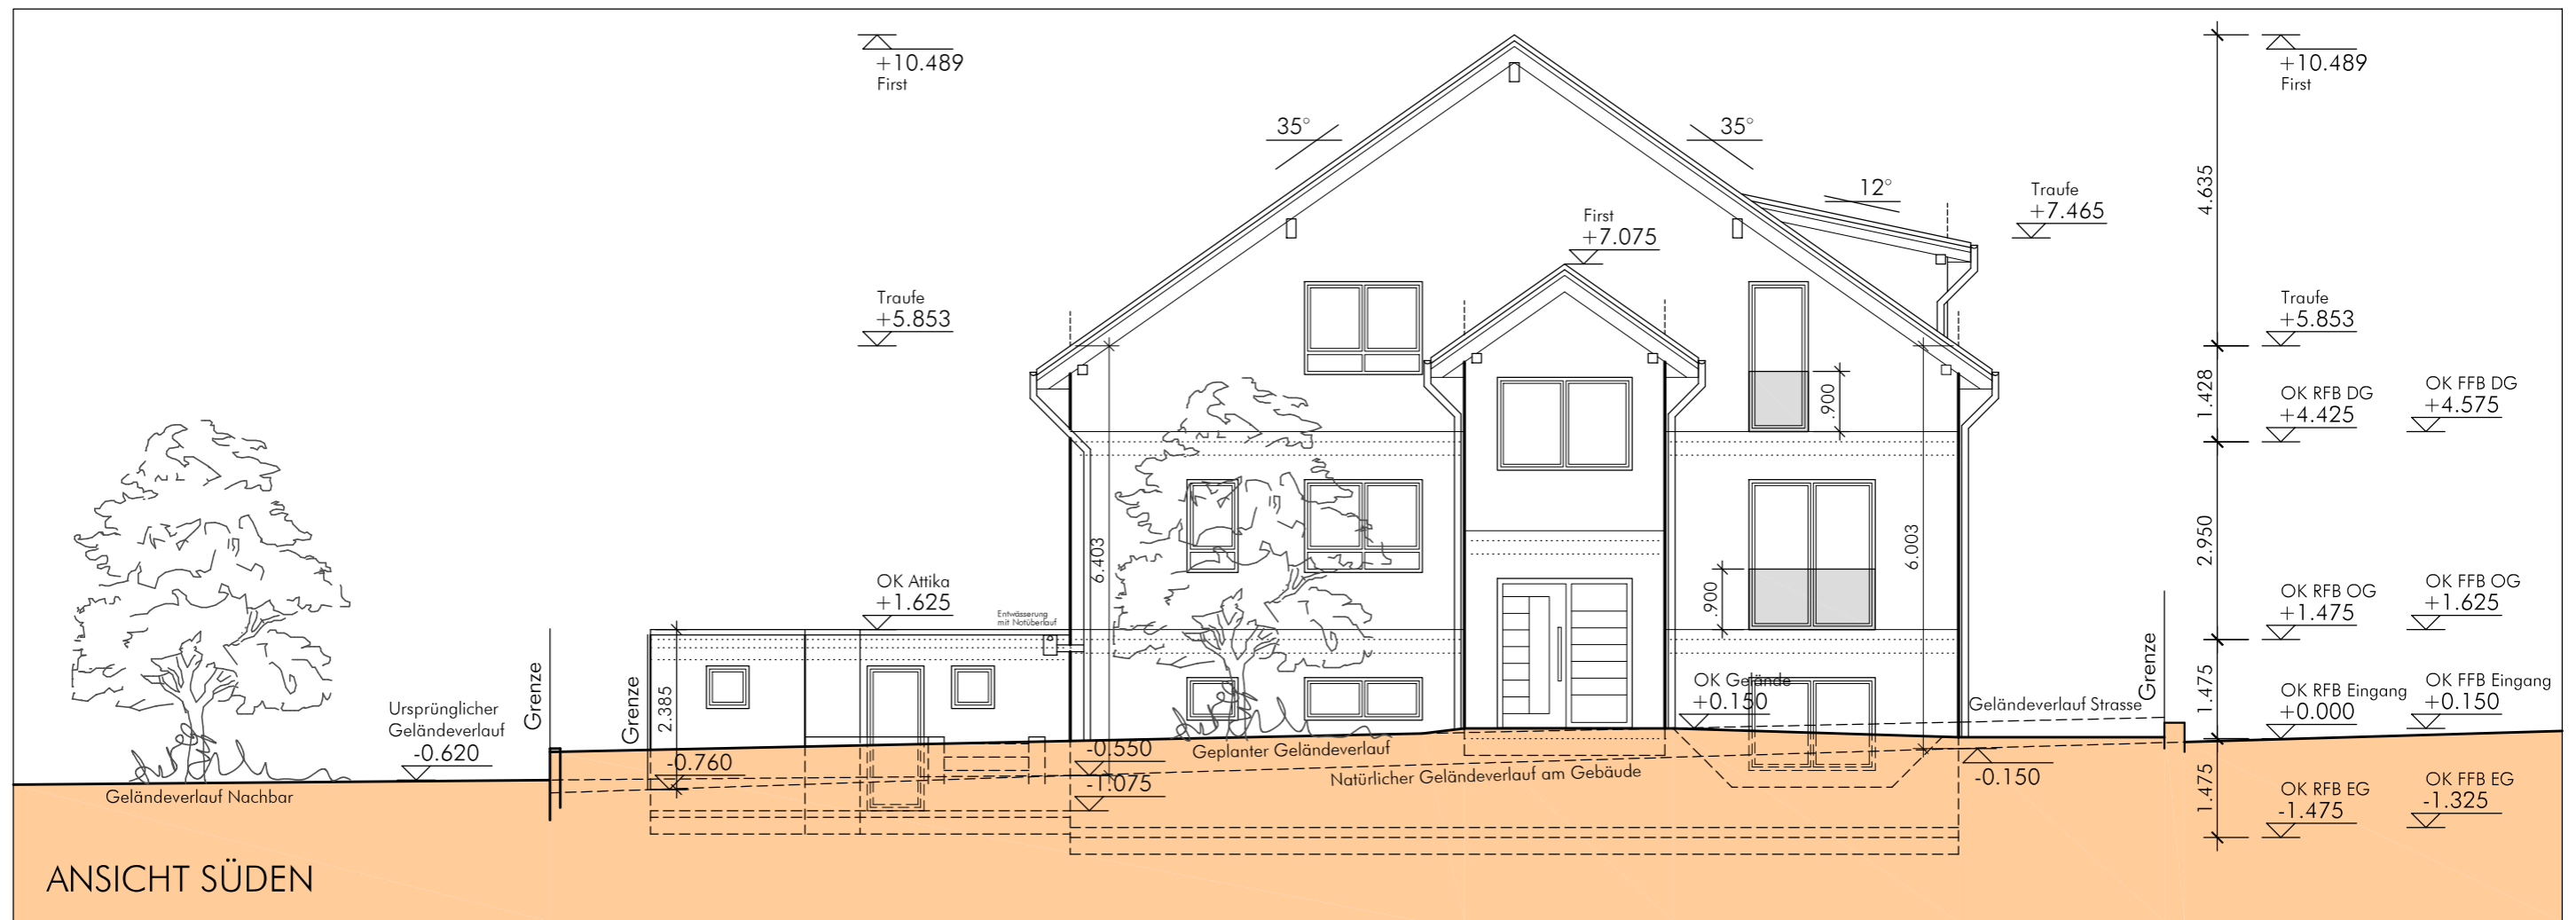 +10.489
First
+10.489
First
35°
35°
12°
Traufe
+7.465
First
+7.075
4.635
Traufe
+5.853
Traufe
+5.853
1.428
.900
OK RFB DG
+4.425
OK FFB DG
+4.575
2.950
6.403
6.003
.900
OK Attika
+1.625
Entwässerung
mit Notüberlauf
OK RFB OG
+1.475
OK FFB OG
+1.625
Grenze
Grenze
2.385
Grenze
1.475
Ursprünglicher
Geländeverlauf
-0.620
OK Gelände
+0.150
Geländeverlauf Strasse
OK RFB Eingang
+0.000
OK FFB Eingang
+0.150
-0.760
-0.550
-1.075
Geplanter Geländeverlauf
Natürlicher Geländeverlauf am Gebäude
-0.150
Geländeverlauf Nachbar
1.475
OK RFB EG
-1.475
OK FFB EG
-1.325
ANSICHT SÜDEN